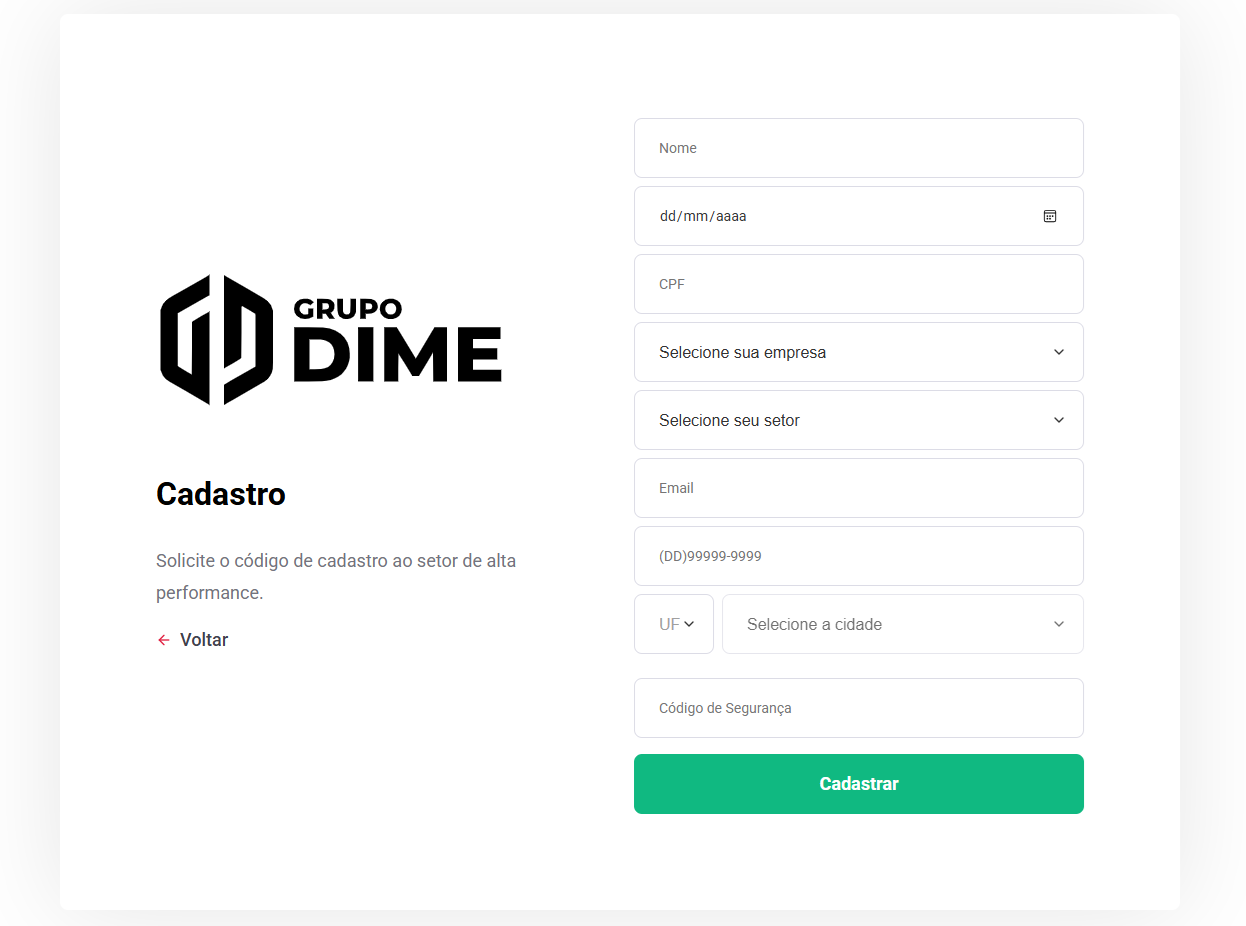 GRUPO
DIME
Cadastro
Solicite o código de cadastro ao setor de alta
performance.
Voltar
Nome
dd/mm/aaaa
CPF
Selecione sua empresa
Selecione seu setor
Email
(DD)99999-9999
UF
Selecione a cidade
Código de Segurança
Cadastrar